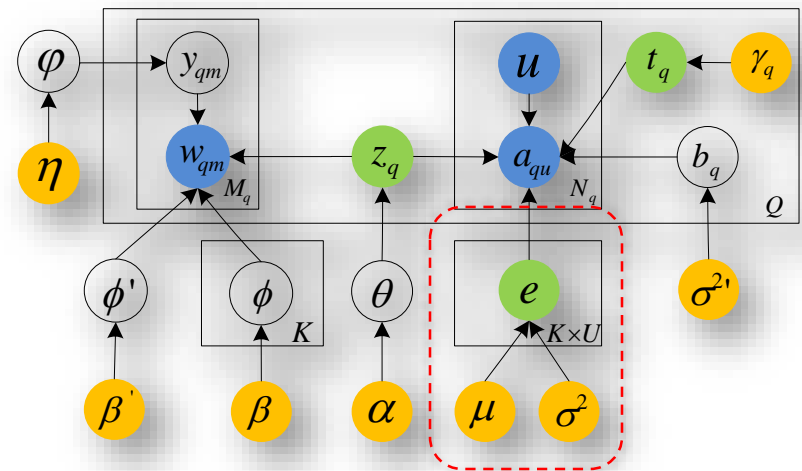 φ
y_qm
u
t_q
γ_q
η
w_qm
M_q
z_q
a_qu
N_q
b_q
Q
ϕ'
ϕ
K
θ
e
K×U
σ²'
β'
β
α
μ
σ²